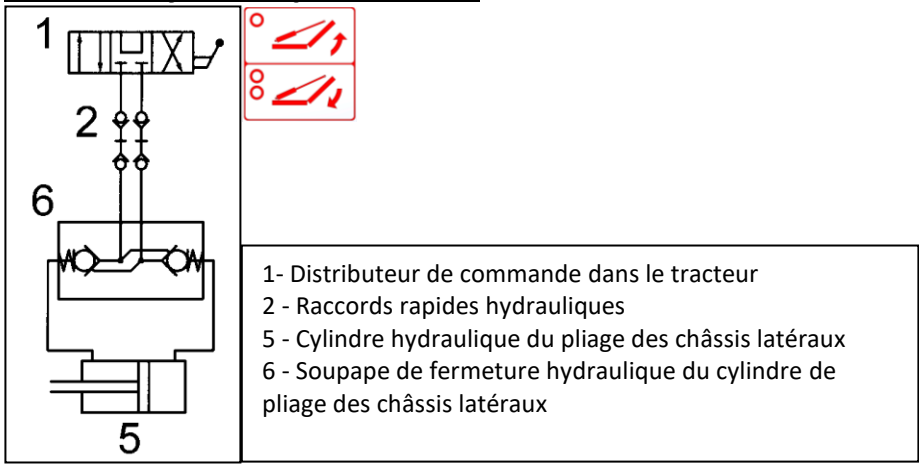 1
2
6
5
1- Distributeur de commande dans le tracteur
2 - Raccords rapides hydrauliques
5 - Cylindre hydraulique du pliage des châssis latéraux
6 - Soupape de fermeture hydraulique du cylindre de
pliage des châssis latéraux